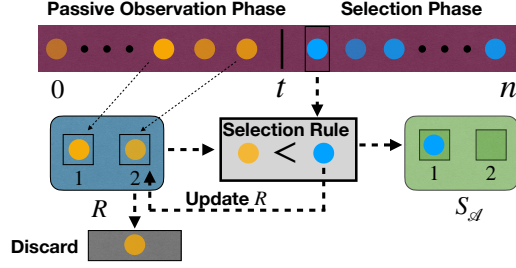 Passive Observation Phase Selection Phase
0 t n
Selection Rule
<
1 2
1 2
R
Update R
S𝒜
Discard